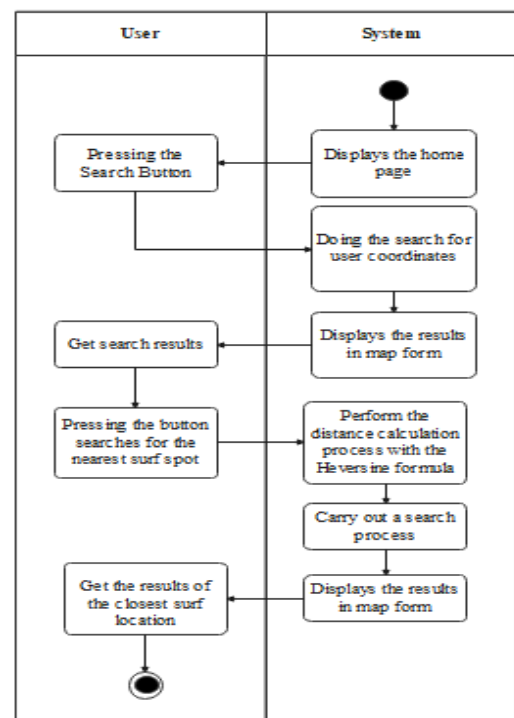 User
System
Displays the home
page
Pressing the
Search Button
Doing the search for
user coordinates
Displays the results
in map form
Get search results
Pressing the button
searches for the
nearest surf spot
Perform the
distance calculation
process with the
Heversine formula
Carry out a search
process
Displays the results
in map form
Get the results of
the closest surf
location